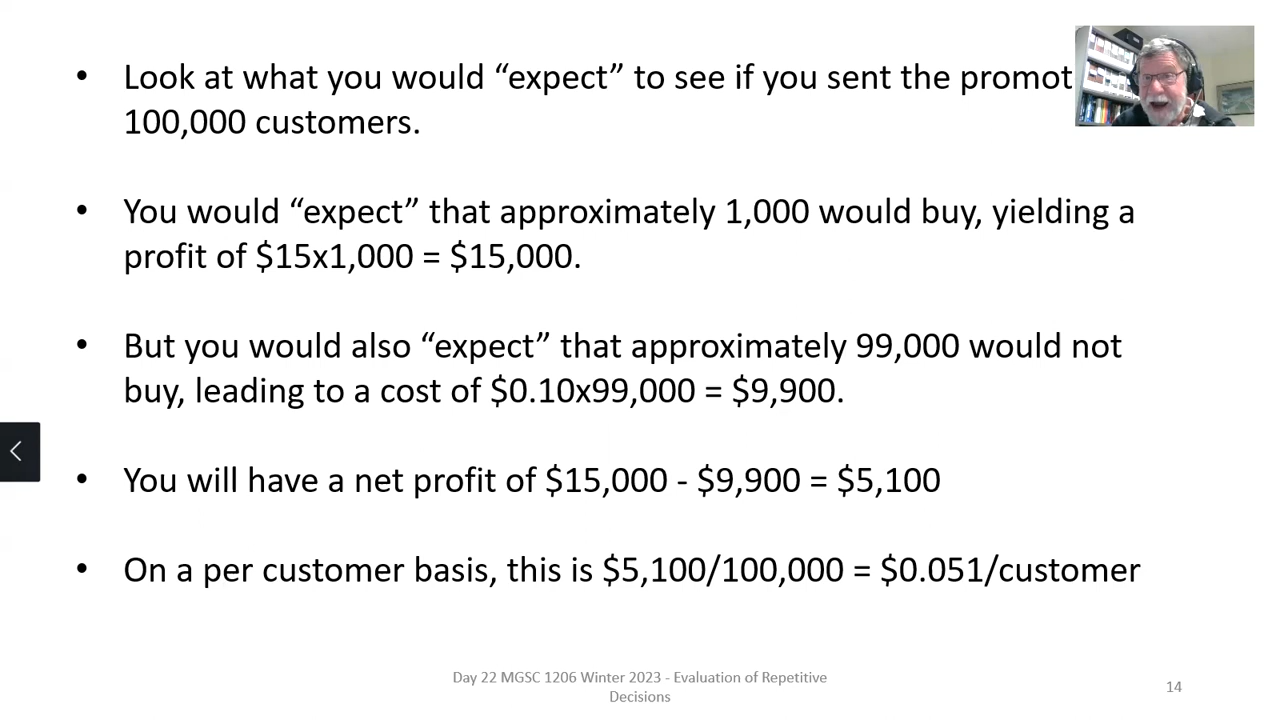 • Look at what you would “expect” to see if you sent the promot
100,000 customers.
• You would “expect” that approximately 1,000 would buy, yielding a
profit of $15x1,000 = $15,000.
• But you would also “expect” that approximately 99,000 would not
buy, leading to a cost of $0.10x99,000 = $9,900.
• You will have a net profit of $15,000 - $9,900 = $5,100
• On a per customer basis, this is $5,100/100,000 = $0.051/customer
Day 22 MGSC 1206 Winter 2023 - Evaluation of Repetitive
Decisions
14